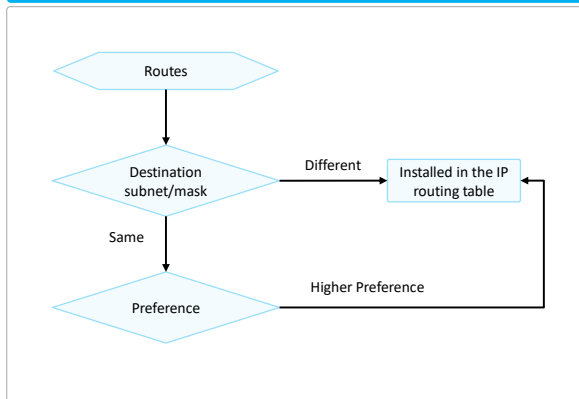 Routes
Destination
subnet/mask
Different
Installed in the IP
routing table
Same
Preference
Higher Preference